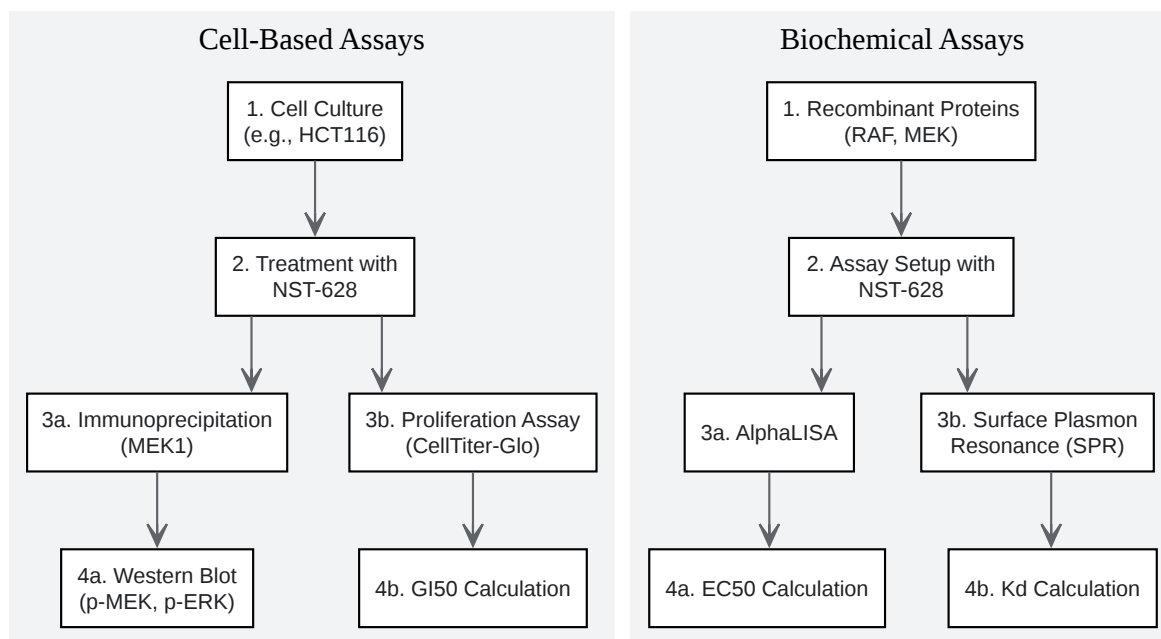 Cell-Based Assays
1. Cell Culture
(e.g., HCT116)
2. Treatment with
NST-628
3a. Immunoprecipitation
(MEK1)
3b. Proliferation Assay
(CellTiter-Glo)
4a. Western Blot
(p-MEK, p-ERK)
4b. GI50 Calculation
Biochemical Assays
1. Recombinant Proteins
(RAF, MEK)
2. Assay Setup with
NST-628
3a. AlphaLISA
3b. Surface Plasmon
Resonance (SPR)
4a. EC50 Calculation
4b. Kd Calculation